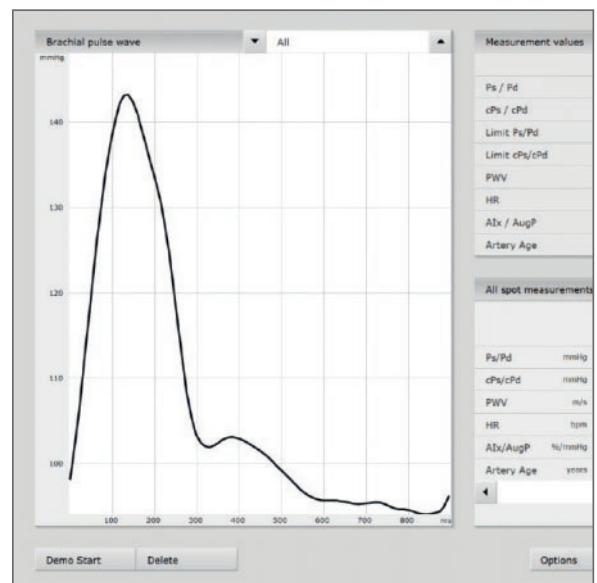 Brachial pulse wave
All
mmHg
140
130
120
110
100
100 200 300 400 500 600 700 800 ms
Demo Start
Delete
Measurement values
Ps / Pd
cPs / cPd
Limit Ps/Pd
Limit cPs/cPd
PWV
HR
AIx / AugP
Artery Age
All spot measurements
Ps/Pd mmHg
cPs/cPd mmHg
PWV m/s
HR bpm
AIx/AugP %/mmHg
Artery Age years
Options